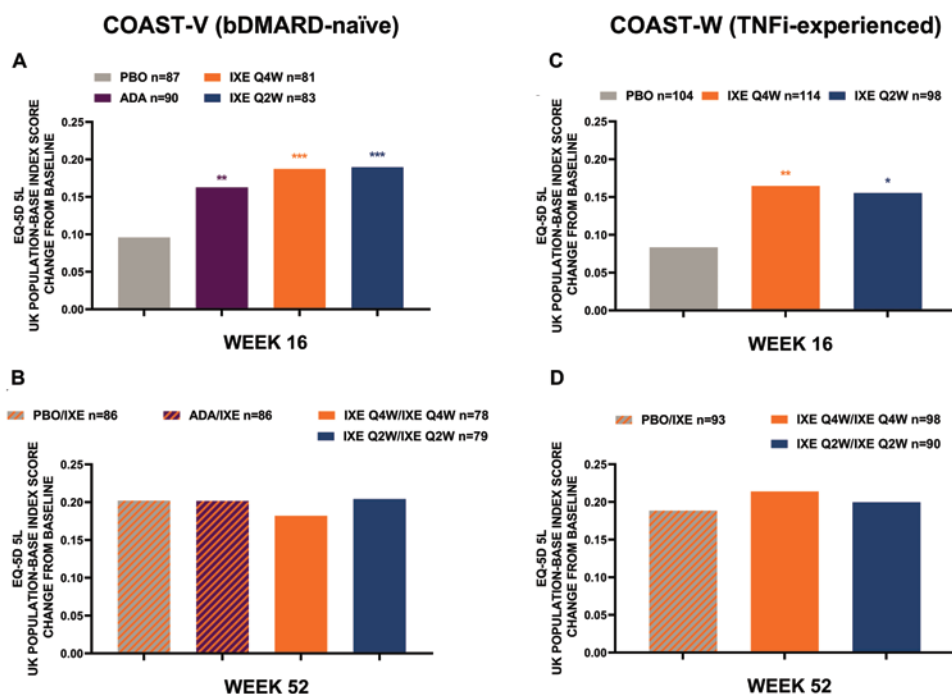 COAST-V (bDMARD-naïve)
COAST-W (TNFi-experienced)
A
PBO n=87
IXE Q4W n=81
ADA n=90
IXE Q2W n=83
EQ-5D 5L
UK POPULATION-BASE INDEX SCORE
CHANGE FROM BASELINE
0.25
0.20
0.15
0.10
0.05
0.00
**
***
***
WEEK 16
C
PBO n=104
IXE Q4W n=114
IXE Q2W n=98
EQ-5D 5L
UK POPULATION-BASE INDEX SCORE
CHANGE FROM BASELINE
0.25
0.20
0.15
0.10
0.05
0.00
**
*
WEEK 16
B
PBO/IXE n=86
ADA/IXE n=86
IXE Q4W/IXE Q4W n=78
IXE Q2W/IXE Q2W n=79
EQ-5D 5L
UK POPULATION-BASE INDEX SCORE
CHANGE FROM BASELINE
0.25
0.20
0.15
0.10
0.05
0.00
WEEK 52
D
PBO/IXE n=93
IXE Q4W/IXE Q4W n=98
IXE Q2W/IXE Q2W n=90
EQ-5D 5L
UK POPULATION-BASE INDEX SCORE
CHANGE FROM BASELINE
0.25
0.20
0.15
0.10
0.05
0.00
WEEK 52